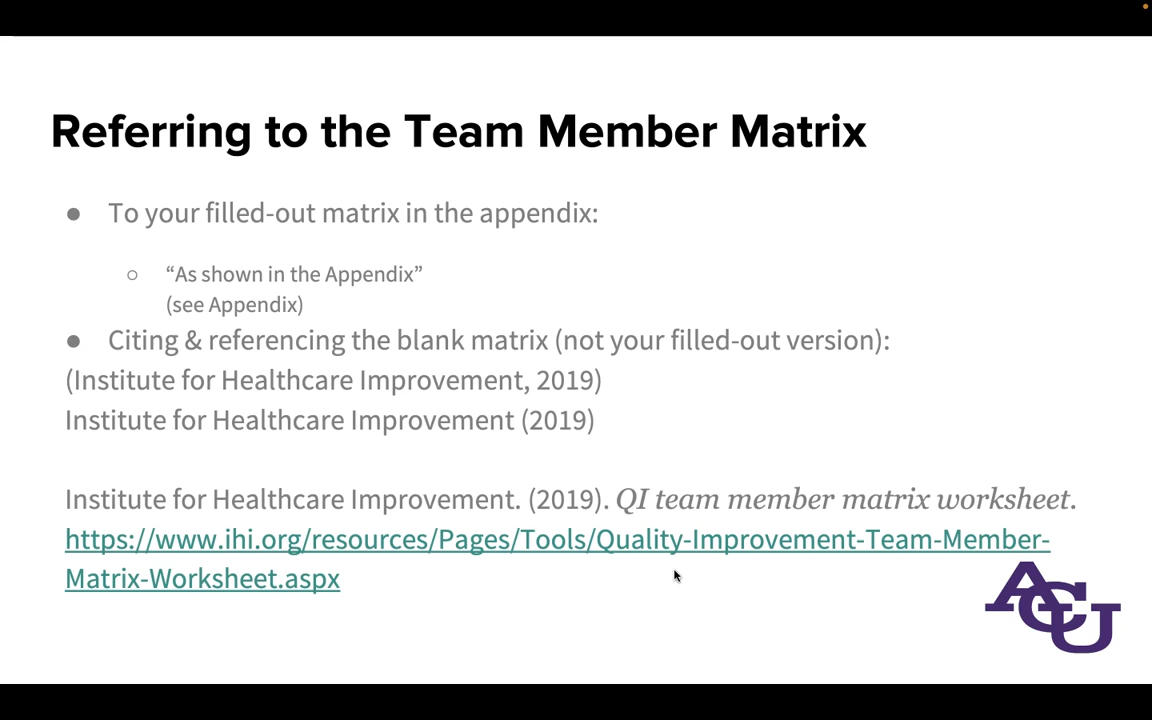 Referring to the Team Member Matrix
● To your filled-out matrix in the appendix:
○ “As shown in the Appendix”
(see Appendix)
● Citing & referencing the blank matrix (not your filled-out version):
(Institute for Healthcare Improvement, 2019)
Institute for Healthcare Improvement (2019)
Institute for Healthcare Improvement. (2019). QI team member matrix worksheet.
https://www.ihi.org/resources/Pages/Tools/Quality-Improvement-Team-Member-
Matrix-Worksheet.aspx
ACU